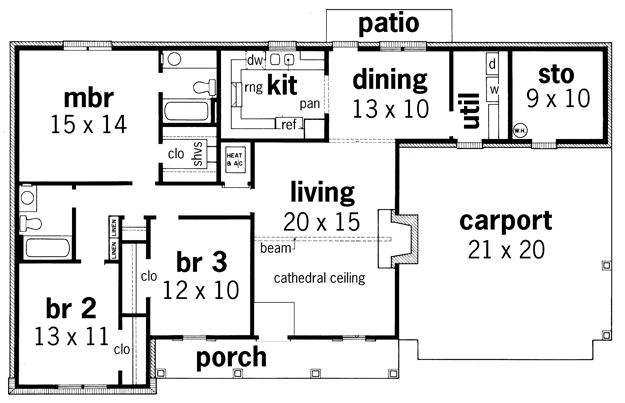 patio
dw
kit
rng
pan
ref
dining
13 x 10
util
d
w
W.H.
sto
9 x 10
mbr
15 x 14
clo
shvs
HEAT
& AC
living
20 x 15
beam
cathedral ceiling
carport
21 x 20
LINEN
LINEN
clo
br 3
12 x 10
br 2
13 x 11
clo
porch